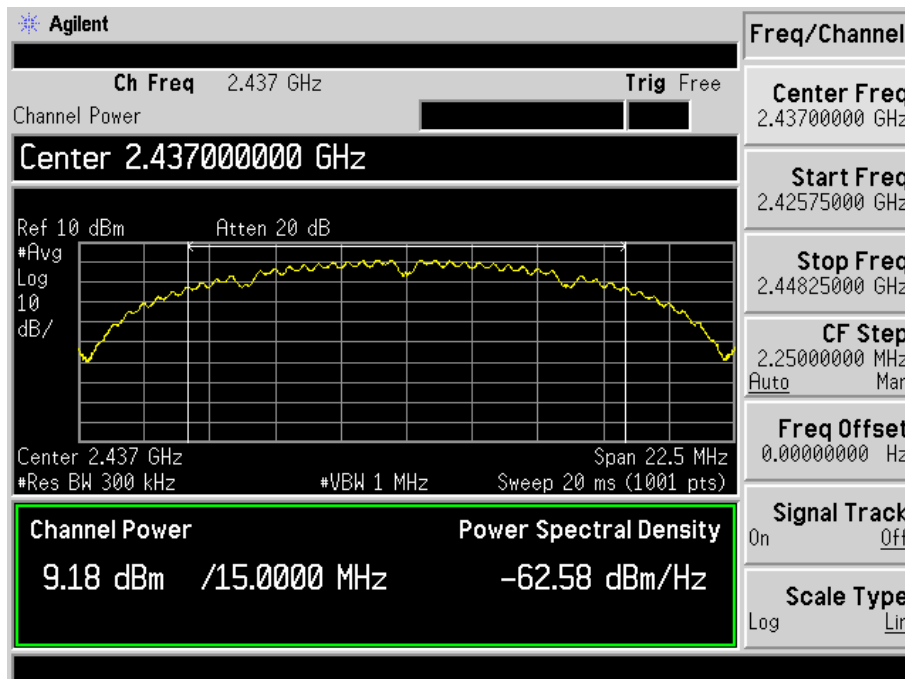 Agilent
Freq/Channel
Ch Freq 2.437 GHz Trig Free
Channel Power
Center 2.437000000 GHz
Ref 10 dBm Atten 20 dB
#Avg
Log
10
dB/
Center 2.437 GHz Span 22.5 MHz
#Res BW 300 kHz #VBW 1 MHz Sweep 20 ms (1001 pts)
Channel Power Power Spectral Density
9.18 dBm /15.0000 MHz -62.58 dBm/Hz
Center Freq
2.43700000 GHz
Start Freq
2.42575000 GHz
Stop Freq
2.44825000 GHz
CF Step
2.25000000 MHz
Auto Man
Freq Offset
0.00000000 Hz
Signal Track
On Off
Scale Type
Log Lin